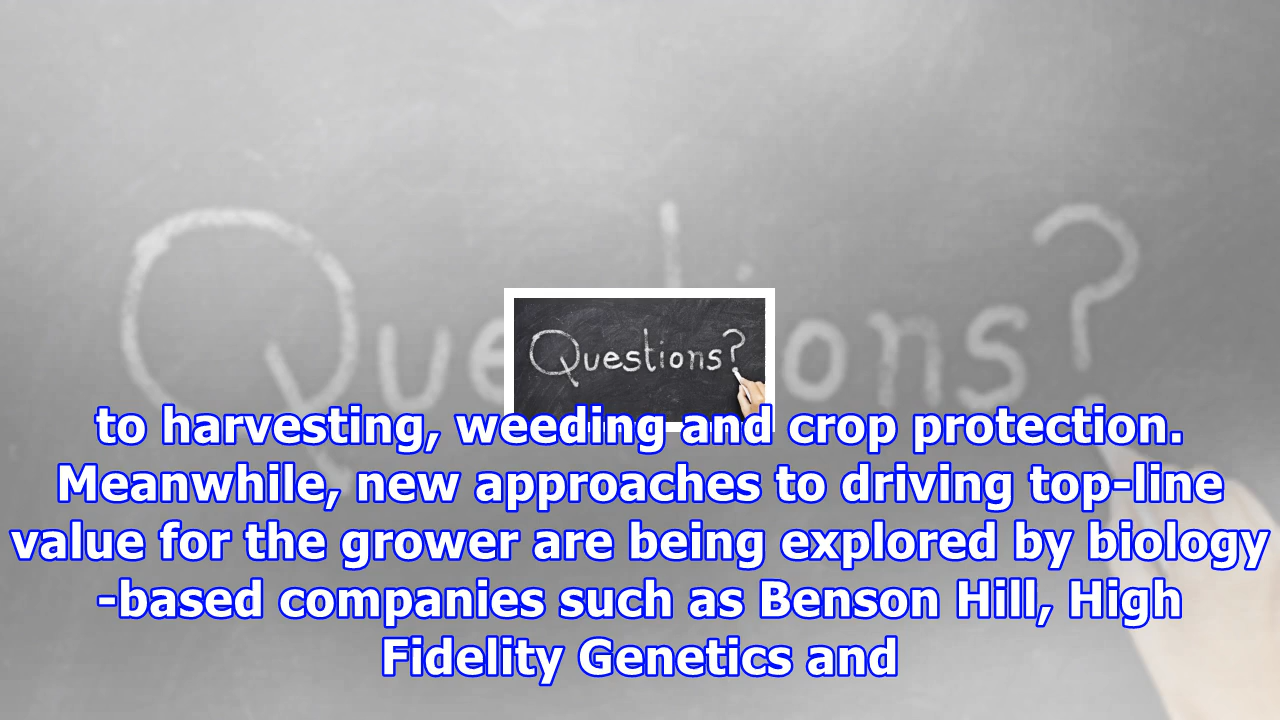 Questions?
Questions?
to harvesting, weeding and crop protection.
Meanwhile, new approaches to driving top-line
value for the grower are being explored by biology
-based companies such as Benson Hill, High
Fidelity Genetics and